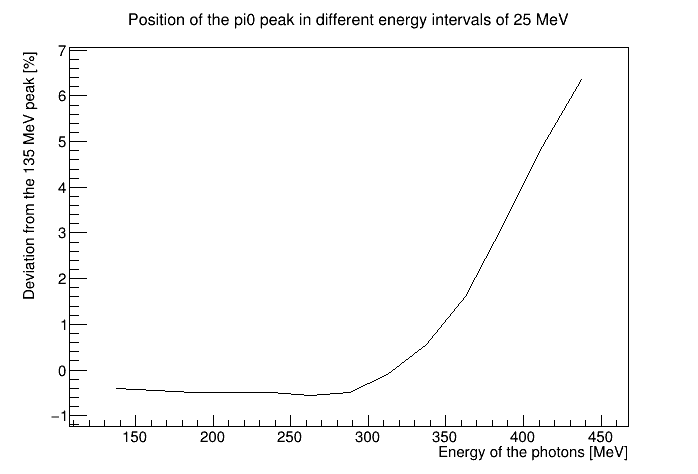 Position of the pi0 peak in different energy intervals of 25 MeV
Deviation from the 135 MeV peak [%]
7
6
5
4
3
2
1
0
−1
150 200 250 300 350 400 450
Energy of the photons [MeV]